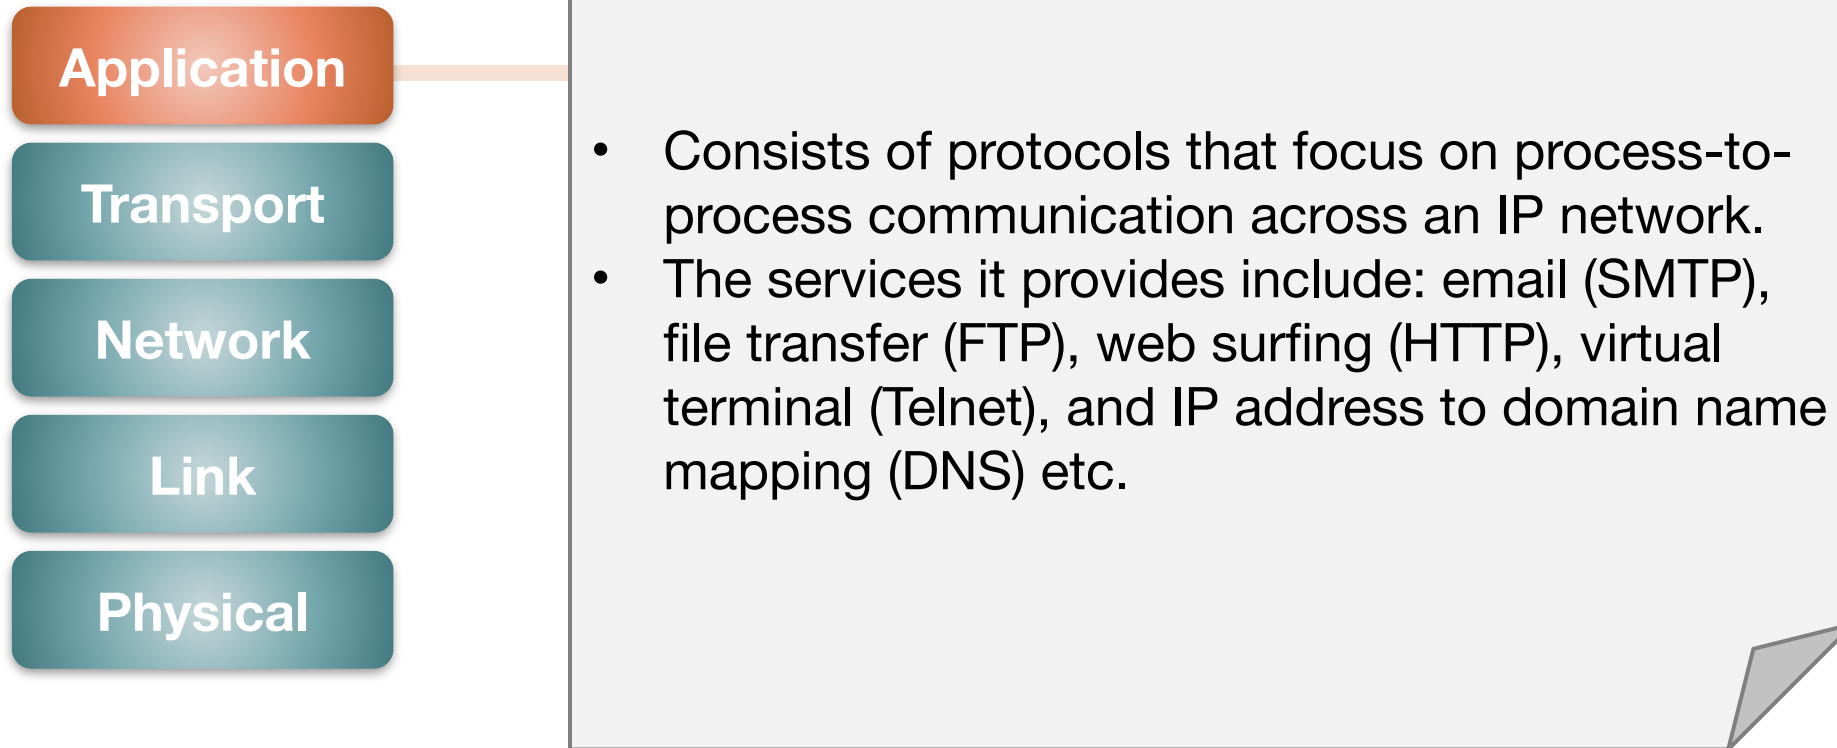 Application
Transport
Network
Link
Physical
• Consists of protocols that focus on process-to-
process communication across an IP network.
• The services it provides include: email (SMTP),
file transfer (FTP), web surfing (HTTP), virtual
terminal (Telnet), and IP address to domain name
mapping (DNS) etc.